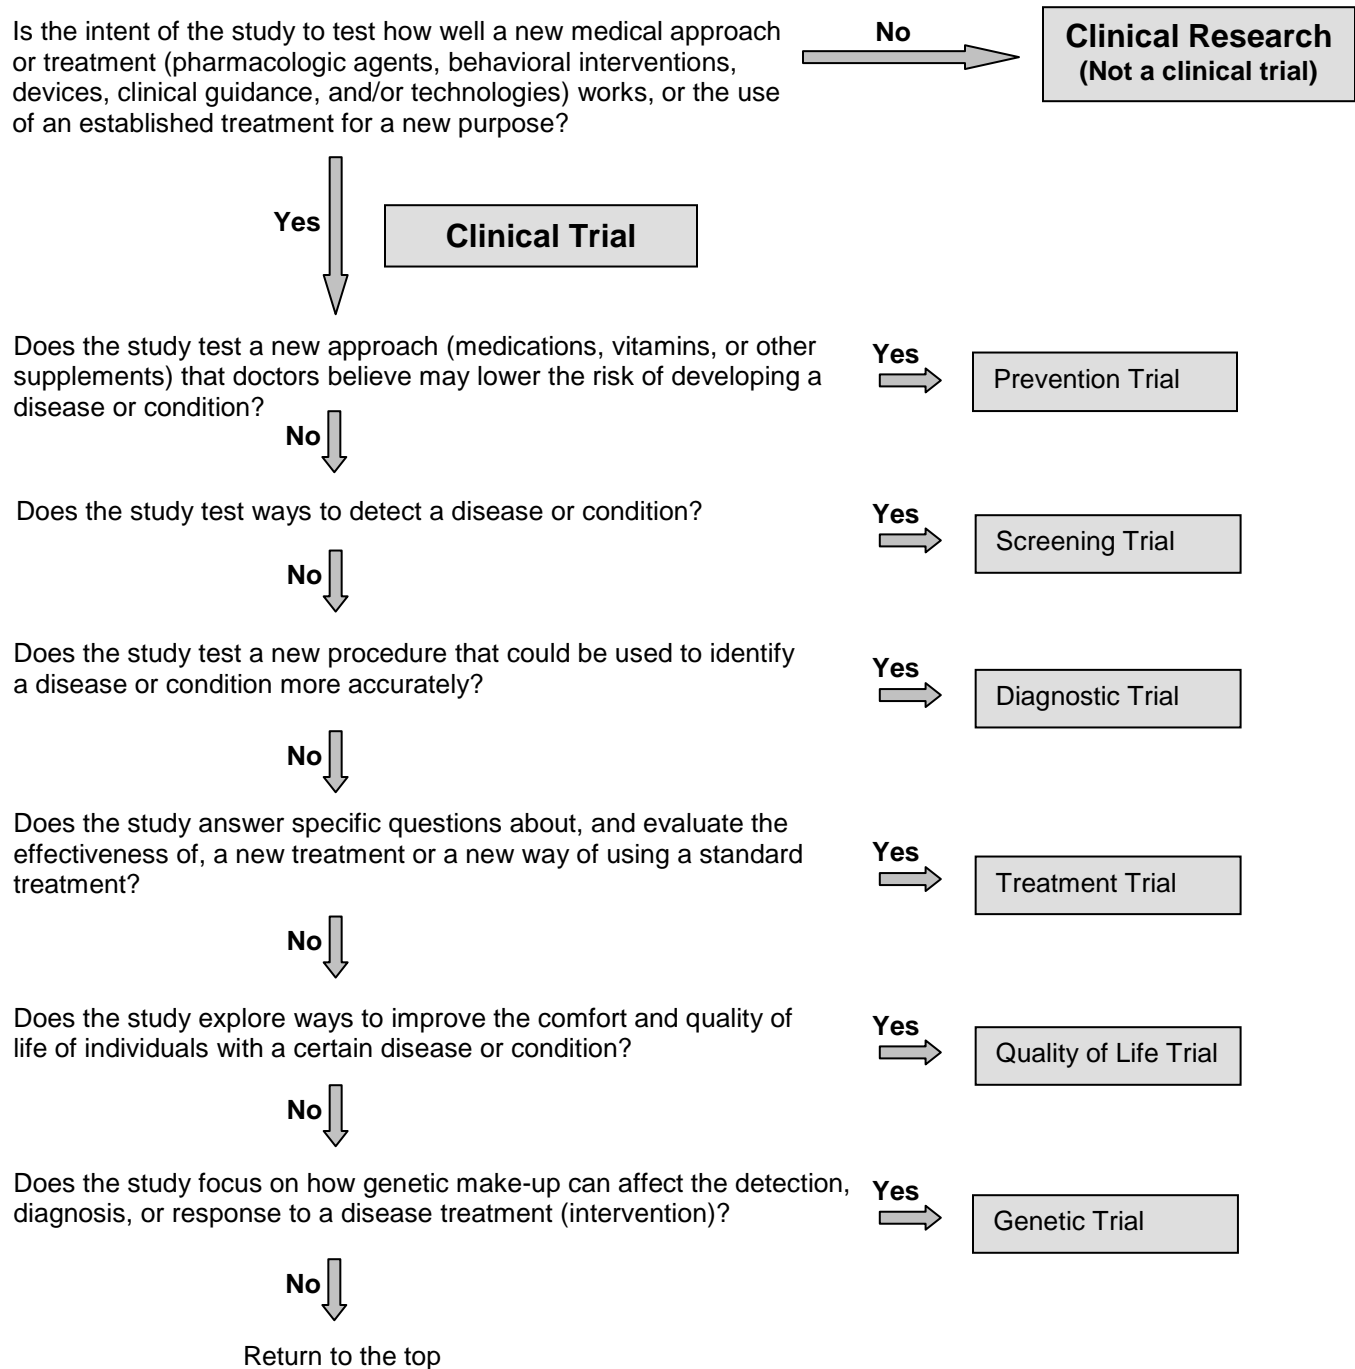 Is the intent of the study to test how well a new medical approach
or treatment (pharmacologic agents, behavioral interventions,
devices, clinical guidance, and/or technologies) works, or the use
of an established treatment for a new purpose?
No
Clinical Research
(Not a clinical trial)
Yes
Clinical Trial
Does the study test a new approach (medications, vitamins, or other
supplements) that doctors believe may lower the risk of developing a
disease or condition?
Yes
Prevention Trial
No
Does the study test ways to detect a disease or condition?
Yes
Screening Trial
No
Does the study test a new procedure that could be used to identify
a disease or condition more accurately?
Yes
Diagnostic Trial
No
Does the study answer specific questions about, and evaluate the
effectiveness of, a new treatment or a new way of using a standard
treatment?
Yes
Treatment Trial
No
Does the study explore ways to improve the comfort and quality of
life of individuals with a certain disease or condition?
Yes
Quality of Life Trial
No
Does the study focus on how genetic make-up can affect the detection,
diagnosis, or response to a disease treatment (intervention)?
Yes
Genetic Trial
No
Return to the top